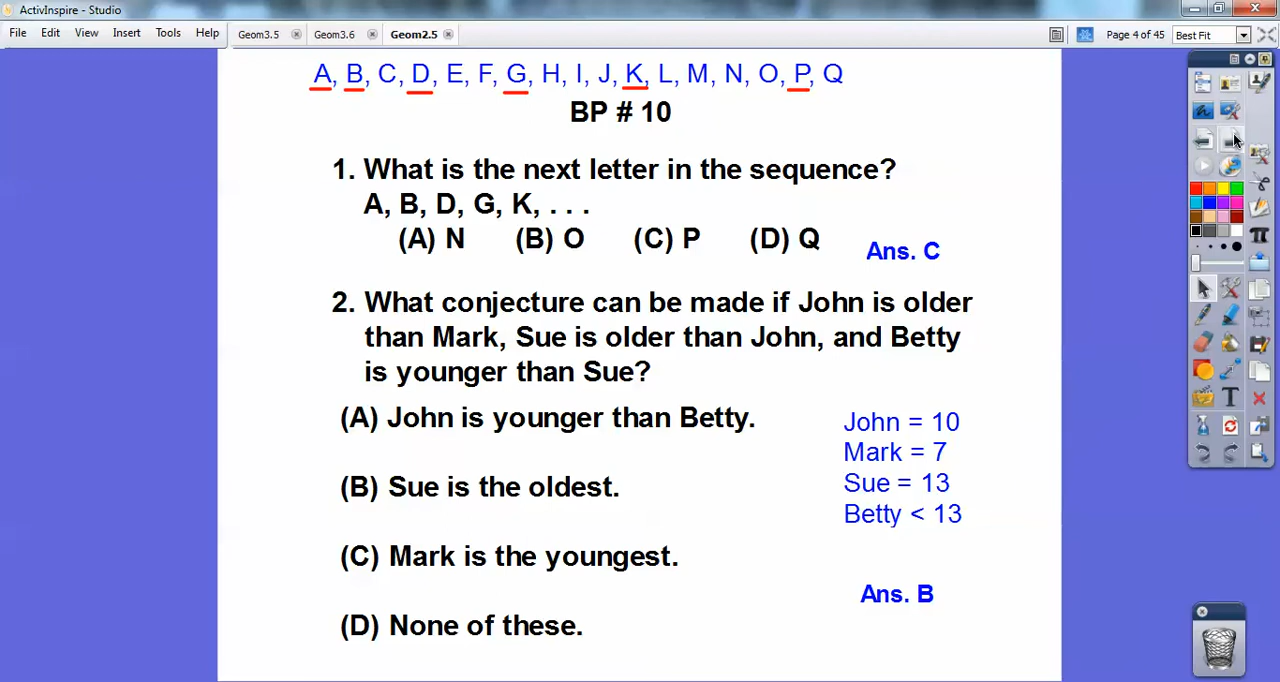 ActivInspire - Studio
File Edit View Insert Tools Help Geom3.5 Geom3.6 Geom2.5 Page 4 of 45 Best Fit
A, B, C, D, E, F, G, H, I, J, K, L, M, N, O, P, Q
BP # 10
1. What is the next letter in the sequence?
A, B, D, G, K, . . .
(A) N (B) O (C) P (D) Q
Ans. C
2. What conjecture can be made if John is older
than Mark, Sue is older than John, and Betty
is younger than Sue?
(A) John is younger than Betty.
(B) Sue is the oldest.
(C) Mark is the youngest.
(D) None of these.
John = 10
Mark = 7
Sue = 13
Betty < 13
Ans. B